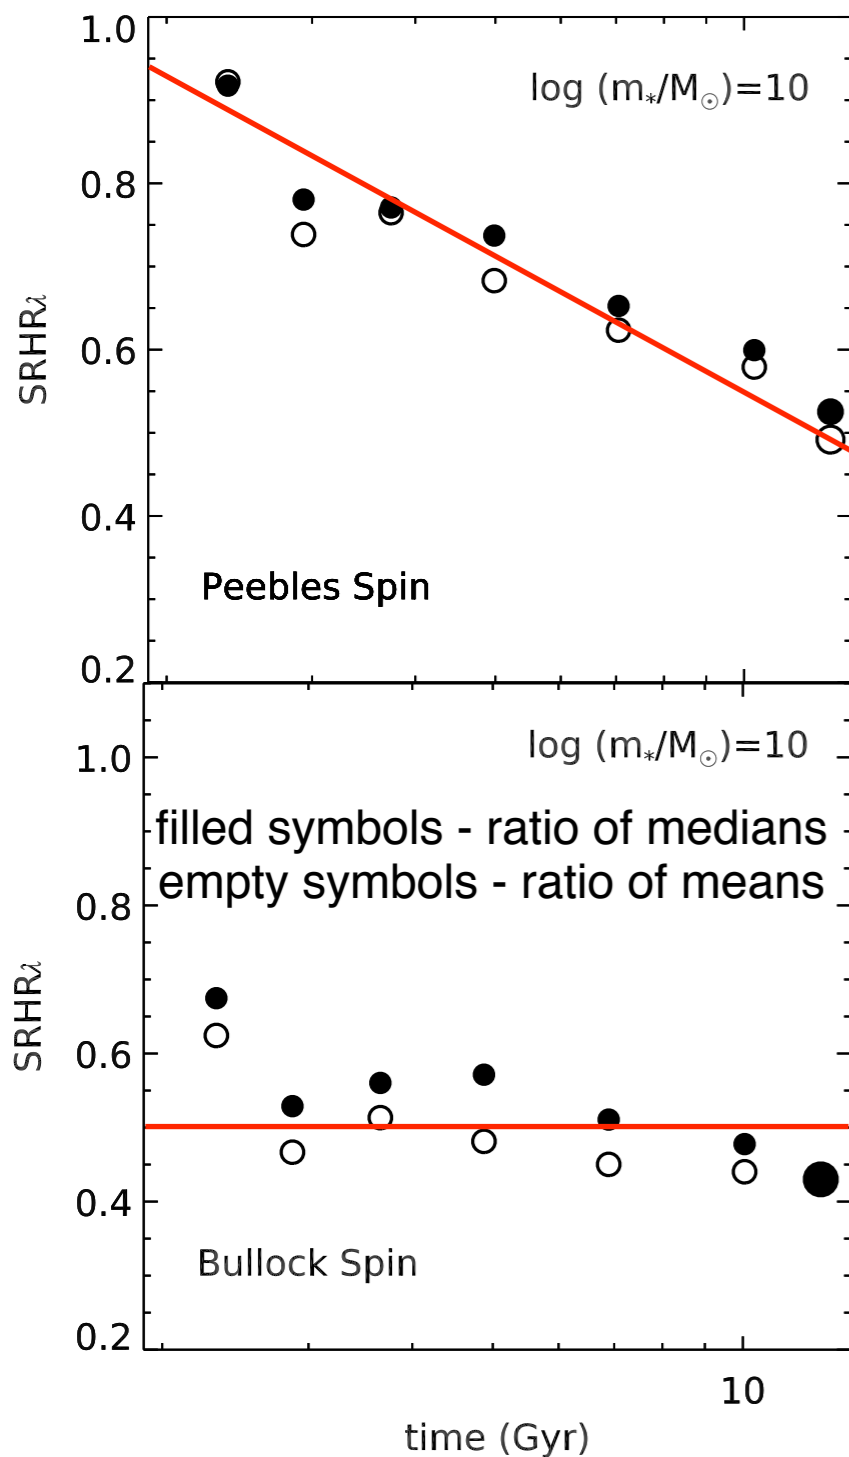 1.0
log (m*/M☉)=10
0.8
SRHRλ
0.6
0.4
Peebles Spin
0.2
log (m*/M☉)=10
1.0
filled symbols - ratio of medians
empty symbols - ratio of means
0.8
SRHRλ
0.6
0.4
Bullock Spin
0.2
10
time (Gyr)